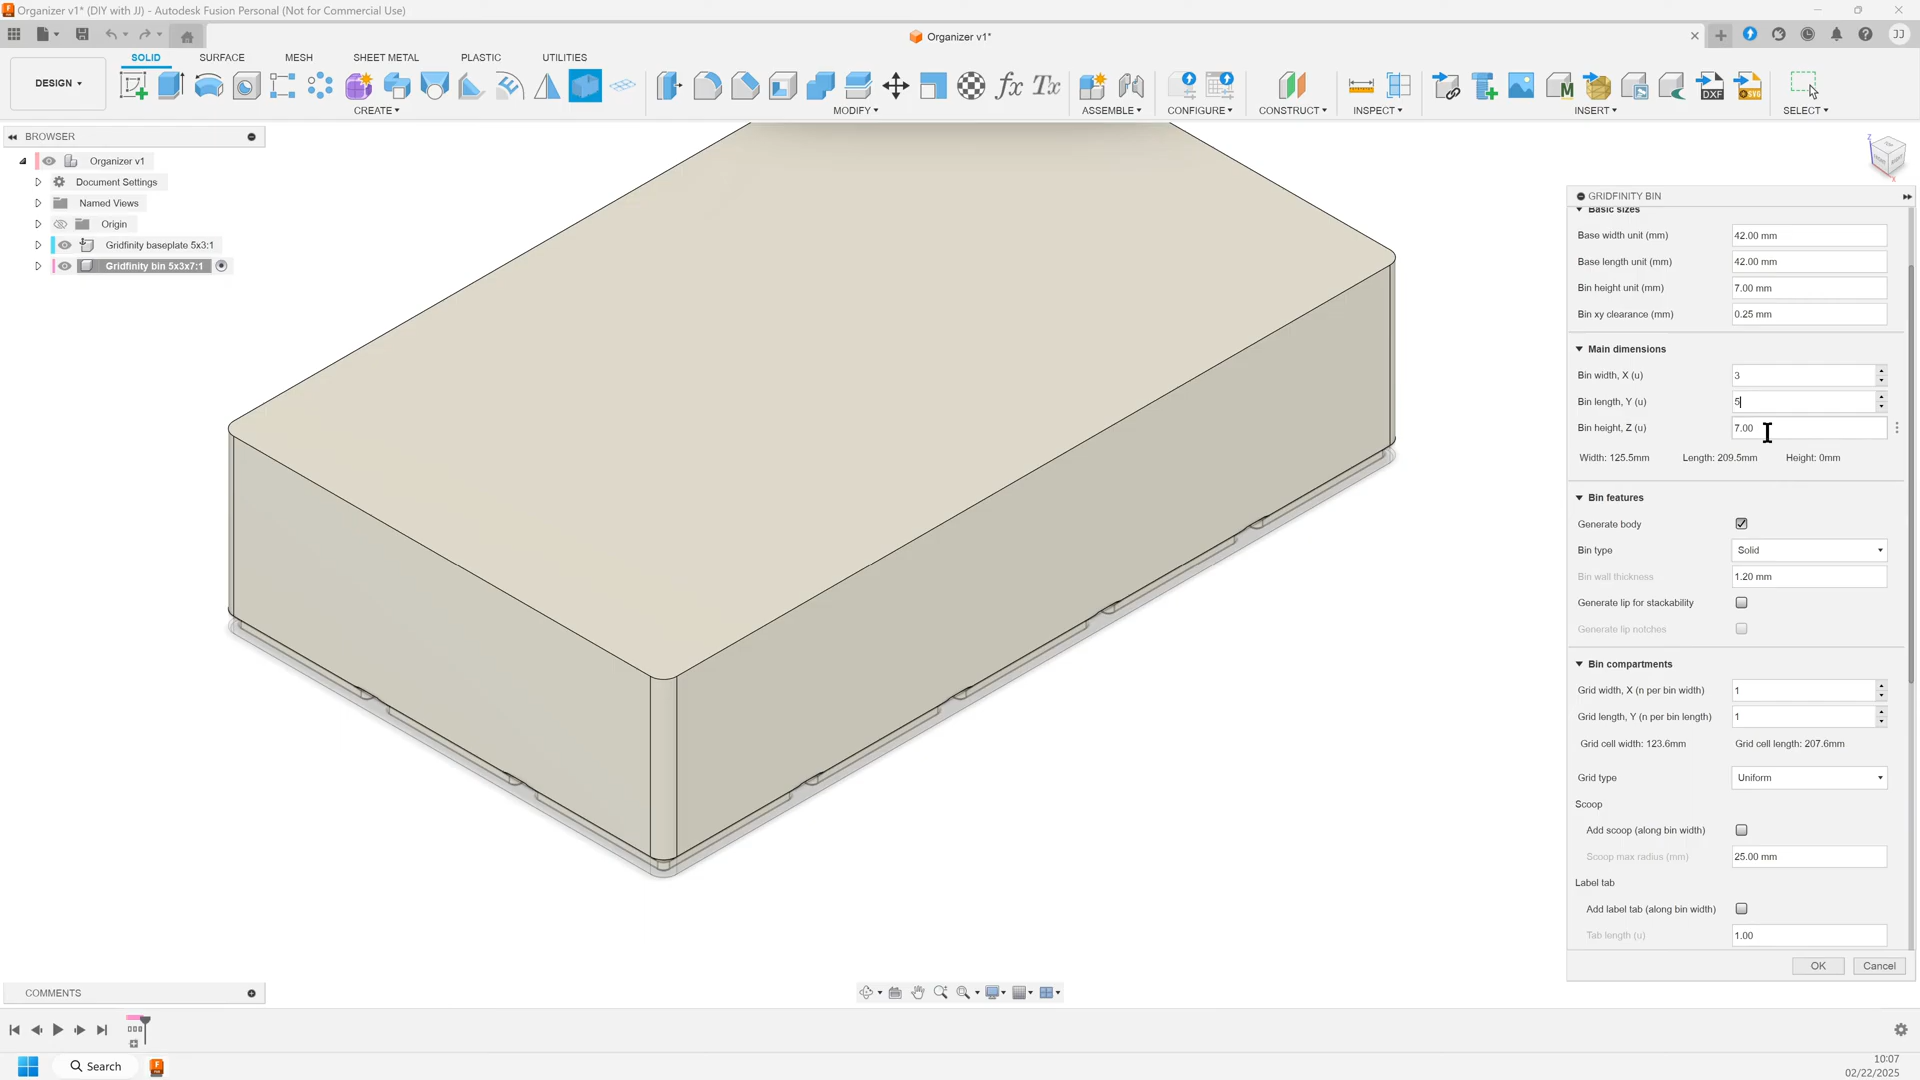 Organizer v1* (DIY with JJ) - Autodesk Fusion Personal (Not for Commercial Use)
Organizer v1*
JJ
DESIGN
SOLID
SURFACE
MESH
SHEET METAL
PLASTIC
UTILITIES
fx
Tx
M
DXF
SVG
CREATE
MODIFY
ASSEMBLE
CONFIGURE
CONSTRUCT
INSPECT
INSERT
SELECT
BROWSER
Organizer v1
Document Settings
Named Views
Origin
Gridfinity baseplate 5x3:1
Gridfinity bin 5x3x7:1
Z
X
GRIDFINITY BIN
Basic sizes
Base width unit (mm) 42.00 mm
Base length unit (mm) 42.00 mm
Bin height unit (mm) 7.00 mm
Bin xy clearance (mm) 0.25 mm
Main dimensions
Bin width, X (u) 3
Bin length, Y (u) 5
Bin height, Z (u) 7.00
Width: 125.5mm Length: 209.5mm Height: 0mm
Bin features
Generate body
Bin type Solid
Bin wall thickness 1.20 mm
Generate lip for stackability
Generate lip notches
Bin compartments
Grid width, X (n per bin width) 1
Grid length, Y (n per bin length) 1
Grid cell width: 123.6mm Grid cell length: 207.6mm
Grid type Uniform
Scoop
Add scoop (along bin width)
Scoop max radius (mm) 25.00 mm
Label tab
Add label tab (along bin width)
Tab length (u) 1.00
OK Cancel
COMMENTS
Search
F
10:07
02/22/2025